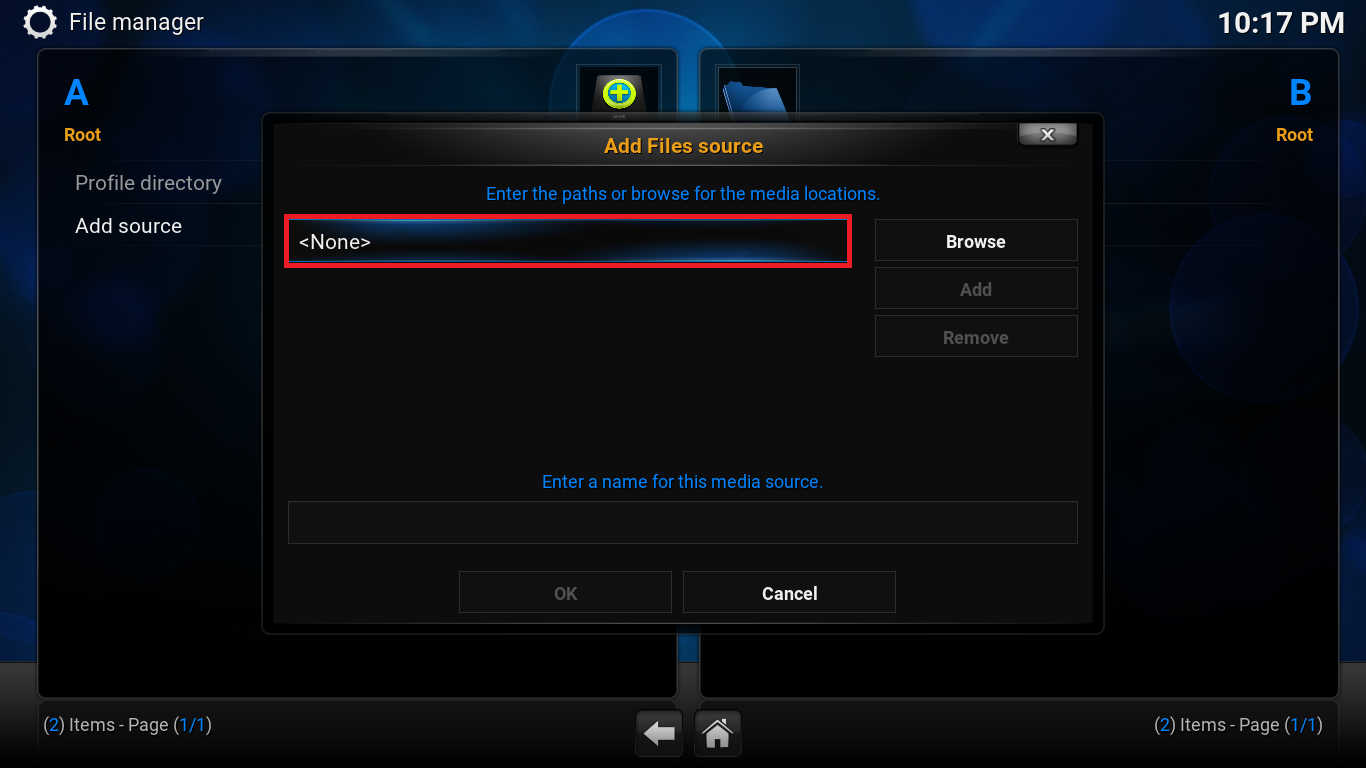 File manager
10:17 PM
A
B
Root
Root
Profile directory
Add source
Add Files source
x
Enter the paths or browse for the media locations.
<None>
Browse
Add
Remove
Enter a name for this media source.
OK
Cancel
(2) Items - Page (1/1)
(2) Items - Page (1/1)